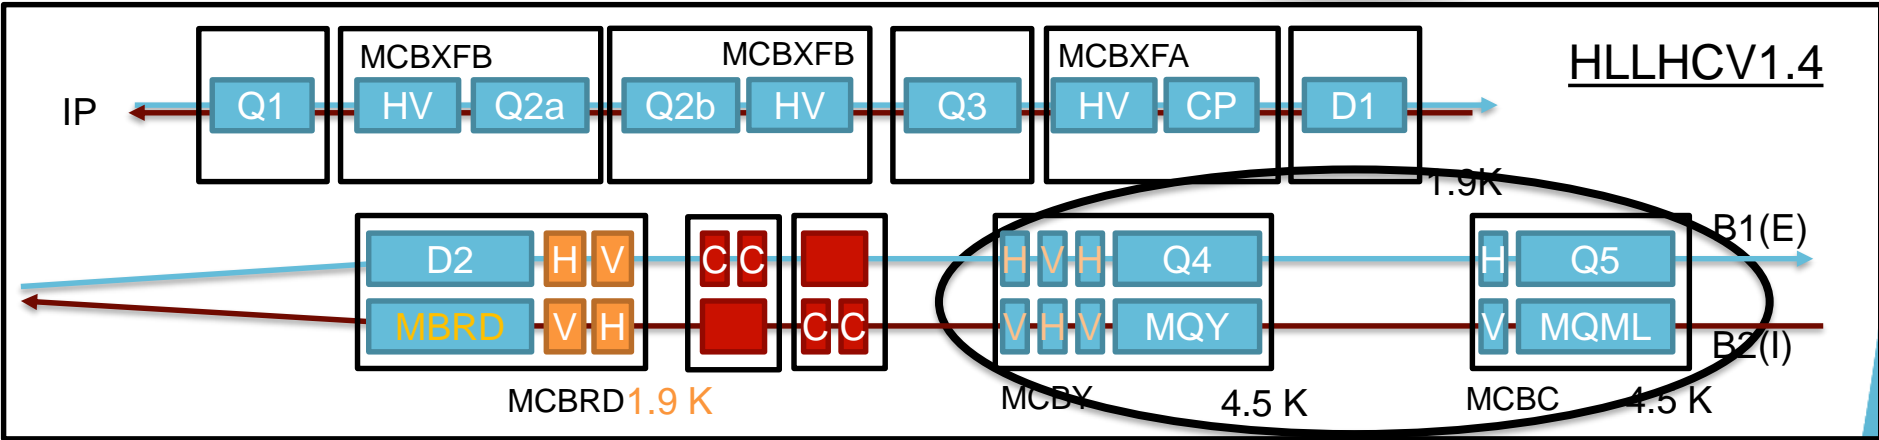 MCBXFB MCBXFB MCBXFA HLLHCV1.4
IP Q1 HV Q2a Q2b HV Q3 HV CP D1
1.9K
B1(E)
D2 H V C C H V H Q4 H Q5
MBRD V H C C V H V MQY V MQML
B2(I)
MCBRD 1.9 K MCBY 4.5 K MCBC 4.5 K